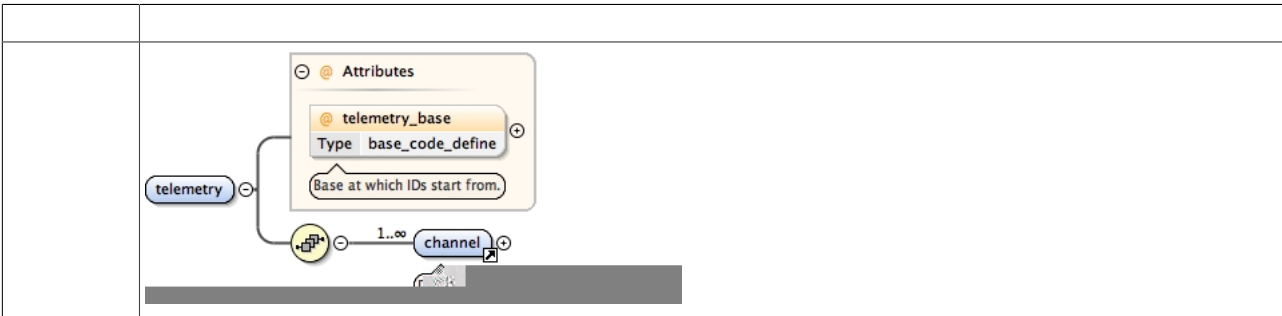 @ Attributes
@ telemetry_base
Type base_code_define
Base at which IDs start from.
telemetry
1..∞
channel